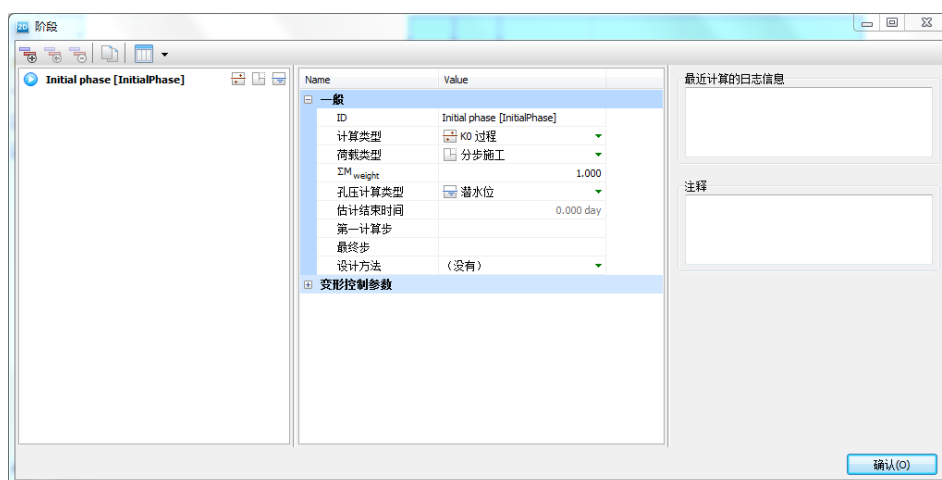 2D 阶段
Initial phase [InitialPhase]
Name Value
一般
ID Initial phase [InitialPhase]
计算类型 K0 过程
荷载类型 分步施工
ΣM weight 1.000
孔压计算类型 潜水位
估计结束时间 0.000 day
第一计算步
最终步
设计方法 （没有）
变形控制参数
最近计算的日志信息
注释
确认(O)